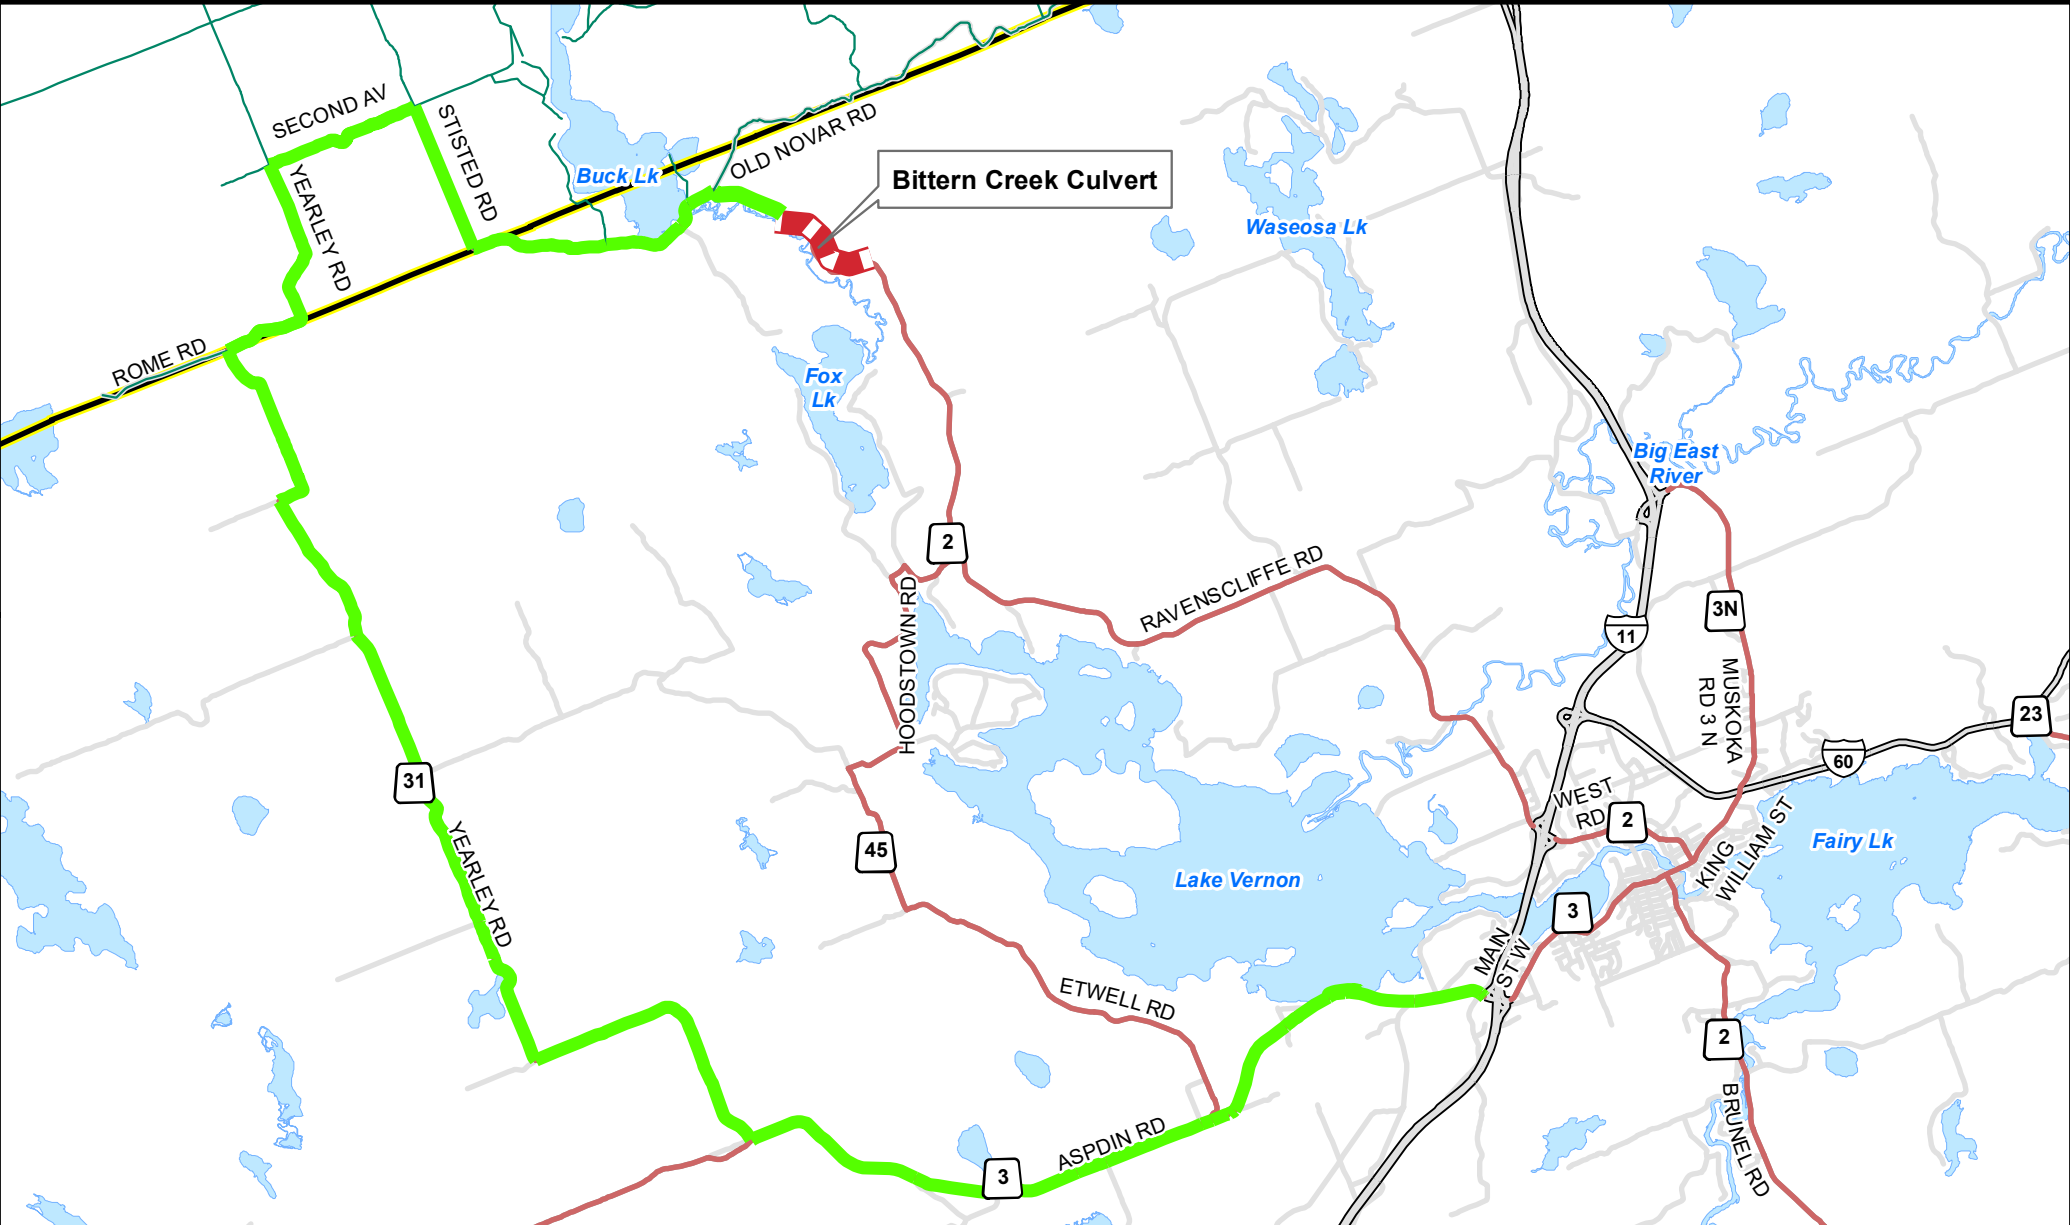 SECOND AV
STISTED RD
OLD NOVAR RD
Buck Lk
Bittern Creek Culvert
YEARLEY RD
Waseosa Lk
ROME RD
Fox
Lk
Big East
River
2
RAVENSCLIFFE RD
HOODSTOWN RD
3N
11
MUSKOKA
RD 3 N
23
60
31
WEST
RD
2
YEARLEY RD
45
KING
WILLIAM ST
Fairy Lk
Lake Vernon
3
MAIN
ST W
ETWELL RD
2
BRUNEL RD
ASPDIN RD
3